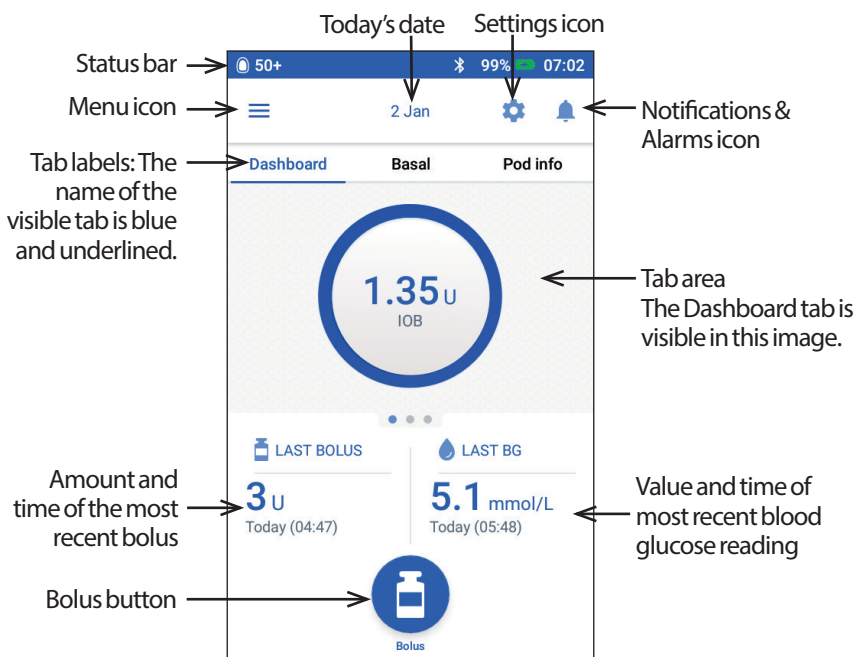 Today's date
Settings icon
Status bar
50+ 99% 07:02
Menu icon
2 Jan
Notifications &
Alarms icon
Tab labels: The
name of the
visible tab is blue
and underlined.
Dashboard Basal Pod info
1.35 U
IOB
Tab area
The Dashboard tab is
visible in this image.
LAST BOLUS
3 U
Today (04:47)
LAST BG
5.1 mmol/L
Today (05:48)
Amount and
time of the most
recent bolus
Value and time of
most recent blood
glucose reading
Bolus button
Bolus